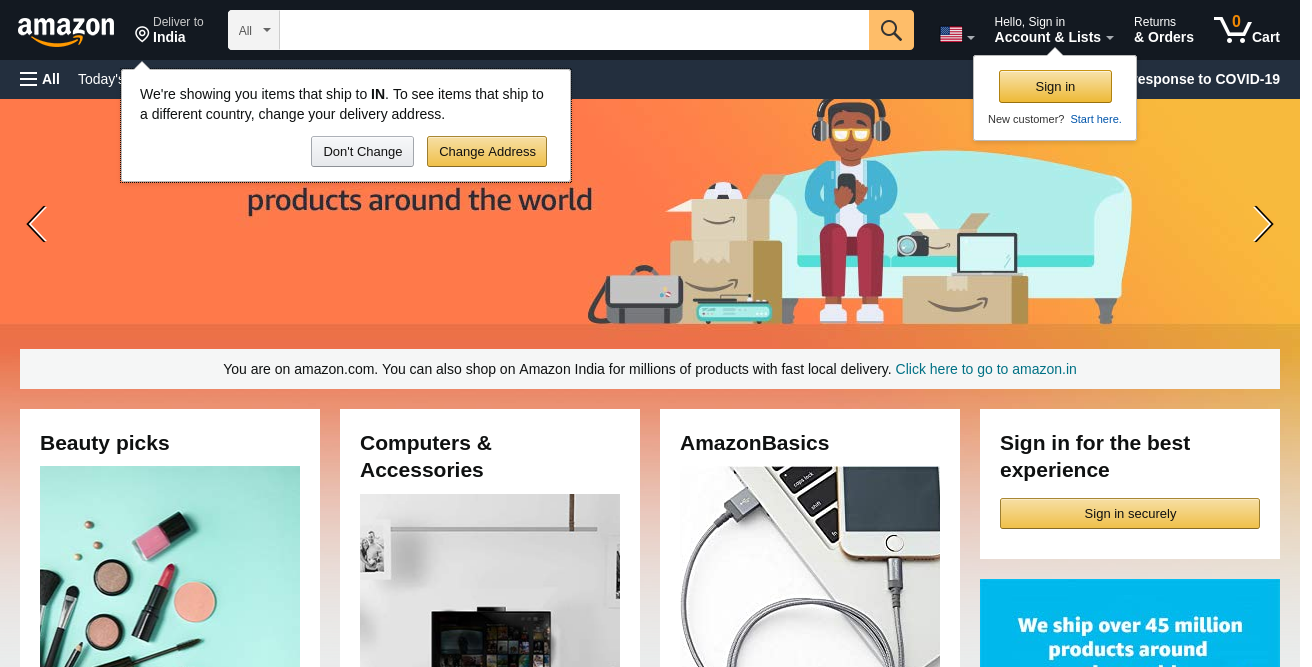 amazon
Deliver to
India
All
Hello, Sign in
Account & Lists
Returns
& Orders
0
Cart
All
Today's
response to COVID-19
We're showing you items that ship to IN. To see items that ship to
a different country, change your delivery address.
Don't Change
Change Address
Sign in
New customer? Start here.
products around the world
You are on amazon.com. You can also shop on Amazon India for millions of products with fast local delivery. Click here to go to amazon.in
Beauty picks
Computers &
Accessories
AmazonBasics
caps lock
shift
fn
Sign in for the best
experience
Sign in securely
We ship over 45 million
products around